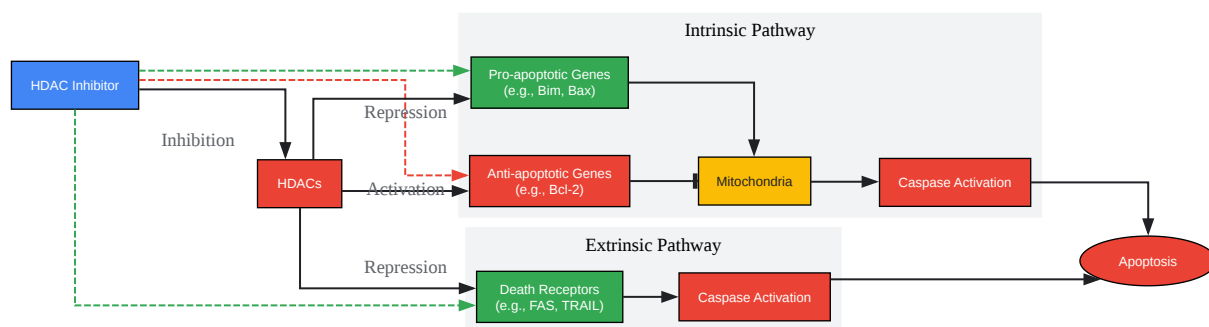 Intrinsic Pathway
HDAC Inhibitor
Pro-apoptotic Genes
(e.g., Bim, Bax)
Repression
Inhibition
HDACs
Activation
Anti-apoptotic Genes
(e.g., Bcl-2)
Mitochondria
Caspase Activation
Extrinsic Pathway
Repression
Death Receptors
(e.g., FAS, TRAIL)
Caspase Activation
Apoptosis